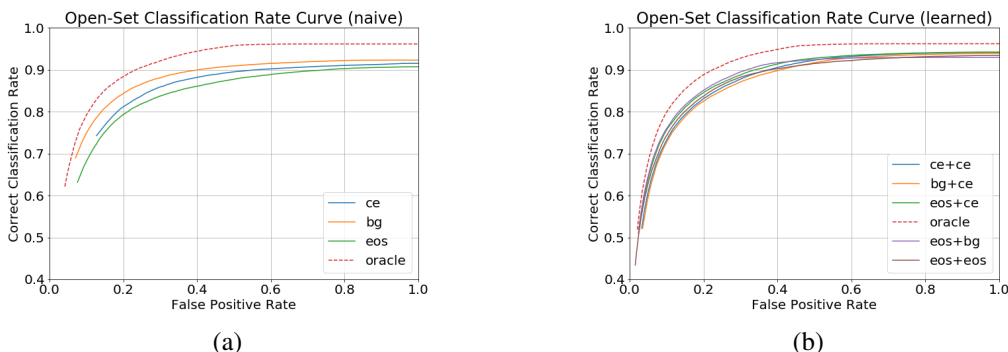 Open-Set Classification Rate Curve (naive)
1.0
0.9
0.8
0.7
0.6
0.5
0.4
Correct Classification Rate
0.0 0.2 0.4 0.6 0.8 1.0
False Positive Rate
ce
bg
eos
oracle
(a)
Open-Set Classification Rate Curve (learned)
1.0
0.9
0.8
0.7
0.6
0.5
0.4
Correct Classification Rate
0.0 0.2 0.4 0.6 0.8 1.0
False Positive Rate
ce+ce
bg+ce
eos+ce
oracle
eos+bg
eos+eos
(b)